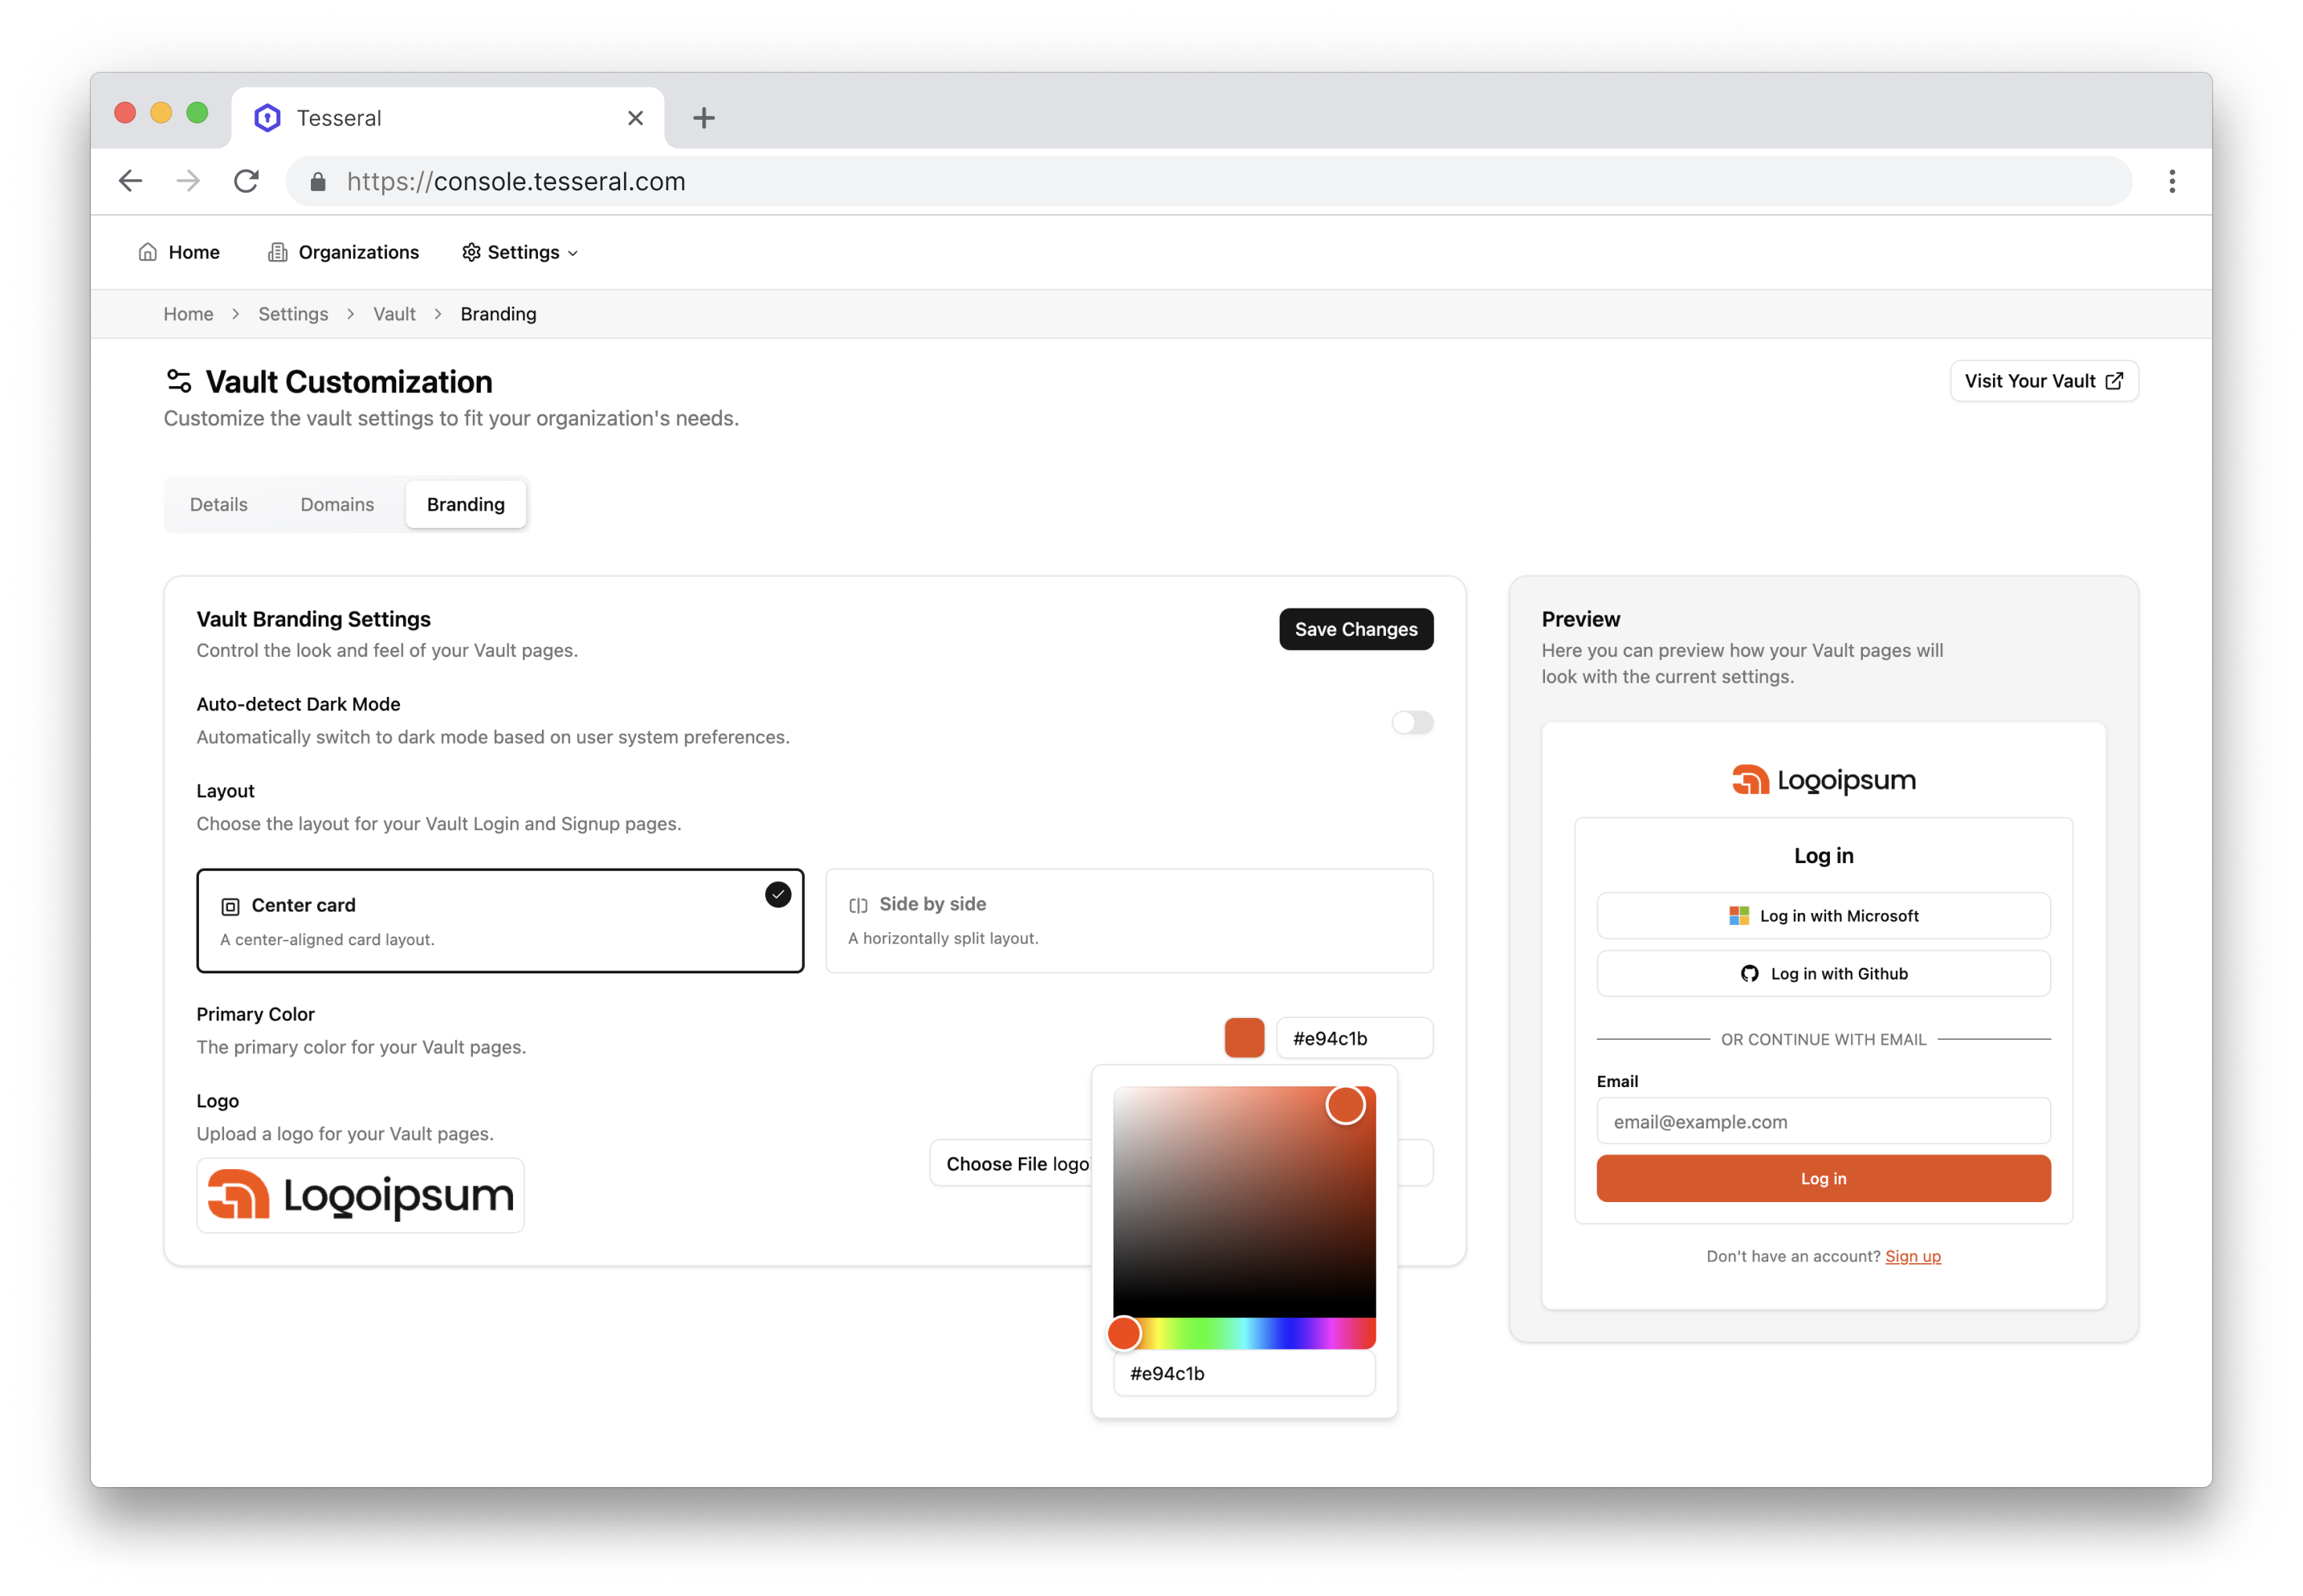 Tesseral
https://console.tesseral.com
Home Organizations Settings
Home > Settings > Vault > Branding
Vault Customization
Visit Your Vault
Customize the vault settings to fit your organization's needs.
Details Domains Branding
Vault Branding Settings
Save Changes
Control the look and feel of your Vault pages.
Auto-detect Dark Mode
Automatically switch to dark mode based on user system preferences.
Layout
Choose the layout for your Vault Login and Signup pages.
Center card
A center-aligned card layout.
Side by side
A horizontally split layout.
Primary Color
The primary color for your Vault pages.
#e94c1b
Logo
Upload a logo for your Vault pages.
Choose File logo
Logoipsum
#e94c1b
Preview
Here you can preview how your Vault pages will
look with the current settings.
Logoipsum
Log in
Log in with Microsoft
Log in with Github
OR CONTINUE WITH EMAIL
Email
email@example.com
Log in
Don't have an account? Sign up